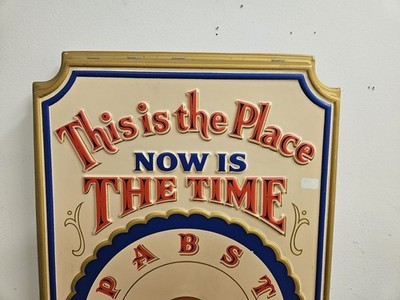 This is the Place
NOW IS
THE TIME
PABST